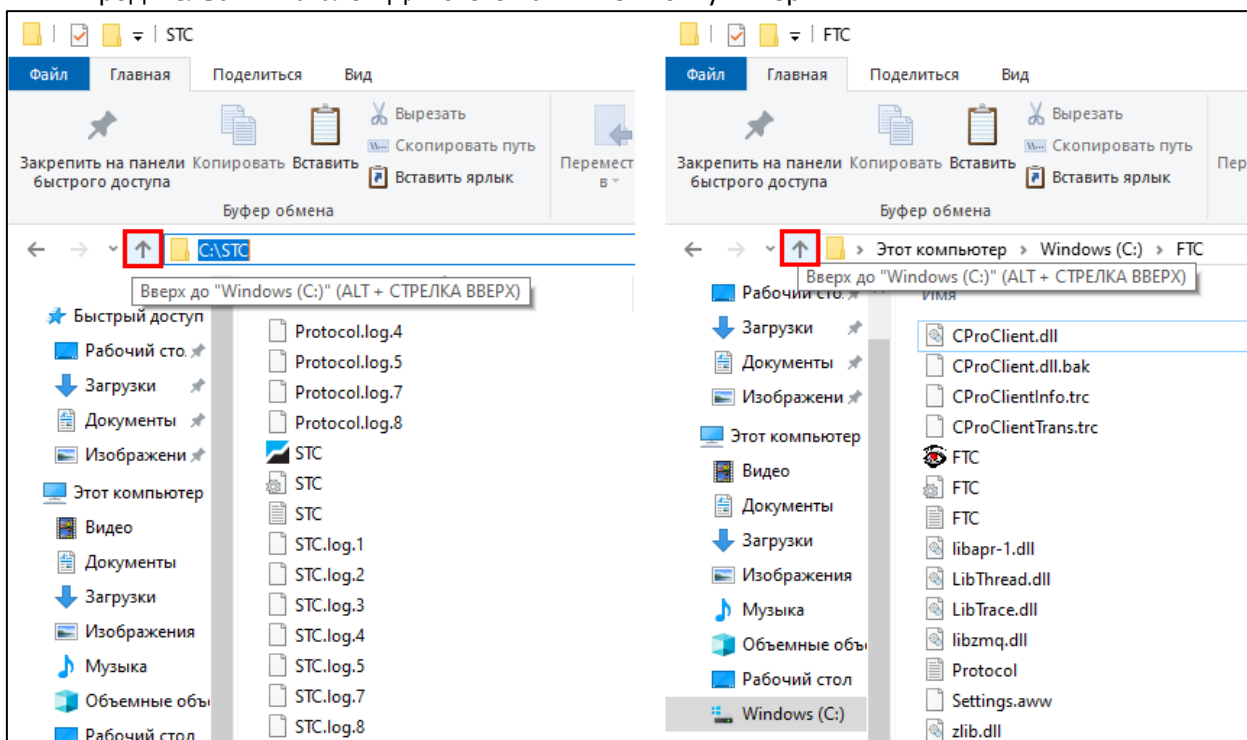 STC
Файл Главная Поделиться Вид
Закрепить на панели быстрого доступа
Копировать
Вставить
Вырезать
Скопировать путь
Вставить ярлык
Перемест
в
Буфер обмена
C:\STC
Вверх до "Windows (C:)" (ALT + СТРЕЛКА ВВЕРХ)
Быстрый доступ
Рабочий сто.
Загрузки
Документы
Изображени
Этот компьютер
Видео
Документы
Загрузки
Изображения
Музыка
Объемные объ
Рабочий стол
Protocol.log.4
Protocol.log.5
Protocol.log.7
Protocol.log.8
STC
STC
STC
STC.log.1
STC.log.2
STC.log.3
STC.log.4
STC.log.5
STC.log.7
STC.log.8
FTC
Файл Главная Поделиться Вид
Закрепить на панели быстрого доступа
Копировать
Вставить
Вырезать
Скопировать путь
Вставить ярлык
Пер
Буфер обмена
Этот компьютер > Windows (C:) > FTC
Вверх до "Windows (C:)" (ALT + СТРЕЛКА ВВЕРХ)
Рабочий сто.
Загрузки
Документы
Изображени
Этот компьютер
Видео
Документы
Загрузки
Изображения
Музыка
Объемные объ
Рабочий стол
Windows (C:)
Имя
CProClient.dll
CProClient.dll.bak
CProClientInfo.trc
CProClientTrans.trc
FTC
FTC
FTC
libapr-1.dll
LibThread.dll
LibTrace.dll
libzmq.dll
Protocol
Settings.aww
zlib.dll